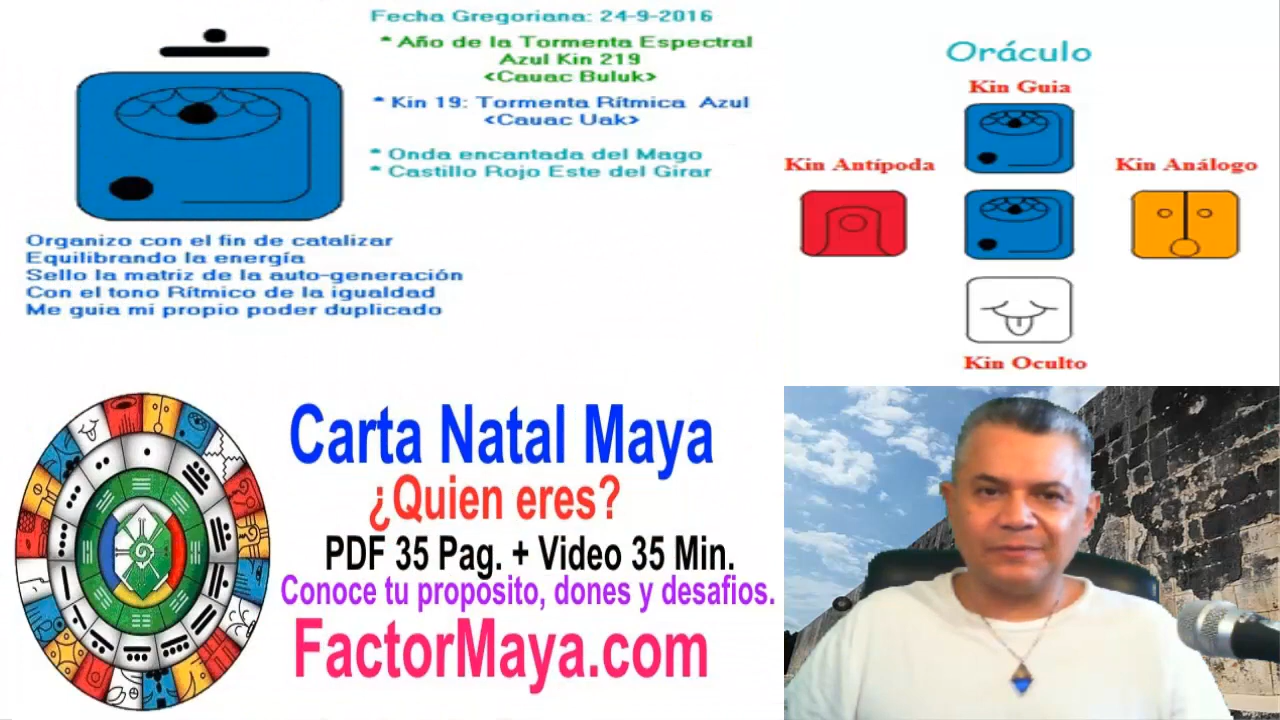 Fecha Gregoriana: 24-9-2016
* Año de la Tormenta Espectral
Azul Kin 219
<Cauac Buluk>
* Kin 19: Tormenta Rítmica Azul
<Cauac Uak>
* Onda encantada del Mago
* Castillo Rojo Este del Girar
Organizo con el fin de catalizar
Equilibrando la energía
Sello la matriz de la auto-generación
Con el tono Rítmico de la igualdad
Me guia mi propio poder duplicado
Oráculo
Kin Guia
Kin Antípoda
Kin Análogo
Kin Oculto
Carta Natal Maya
¿Quien eres?
PDF 35 Pag. + Video 35 Min.
Conoce tu proposito, dones y desafios.
FactorMaya.com